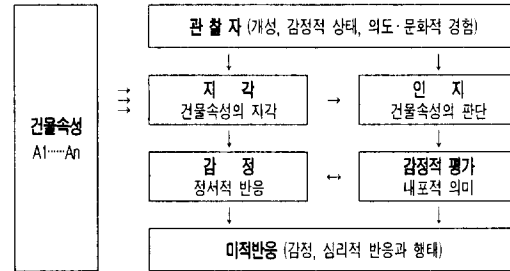 관 찰 자 (개성, 감정적 상태, 의도·문화적 경험)
건물속성
A1······An
지 각
건물속성의 지각
인 지
건물속성의 판단
감 정
정서적 반응
감정적 평가
내포적 의미
미적반응 (감정, 심리적 반응과 행태)